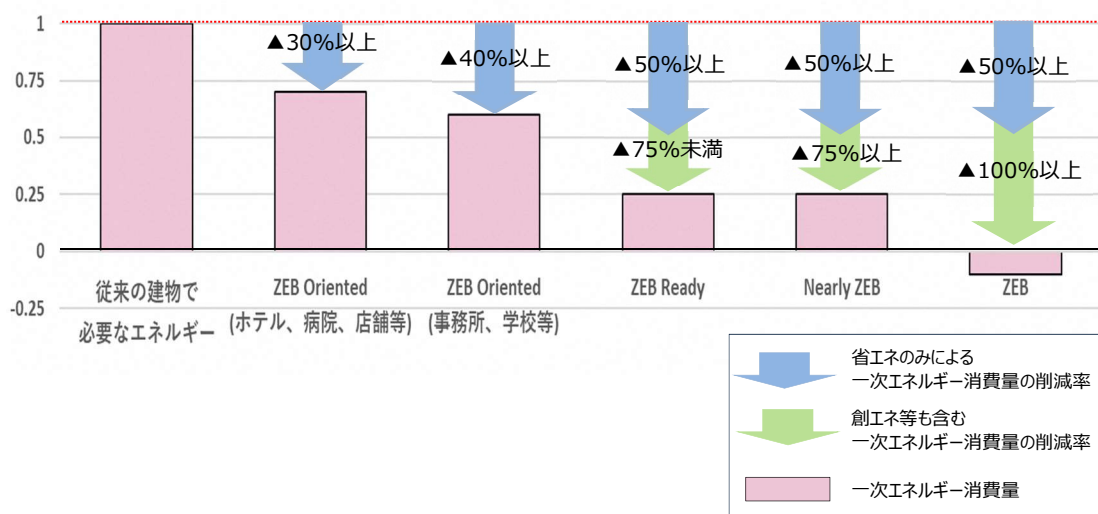 1
▲30%以上
▲40%以上
▲50%以上
▲50%以上
▲50%以上
0.75
0.5
▲75%未満
▲75%以上
▲100%以上
0.25
0
従来の建物で
必要なエネルギー
ZEB Oriented
(ホテル、病院、店舗等)
ZEB Oriented
(事務所、学校等)
ZEB Ready
Nearly ZEB
ZEB
-0.25
省エネのみによる
一次エネルギー消費量の削減率
創エネ等も含む
一次エネルギー消費量の削減率
一次エネルギー消費量